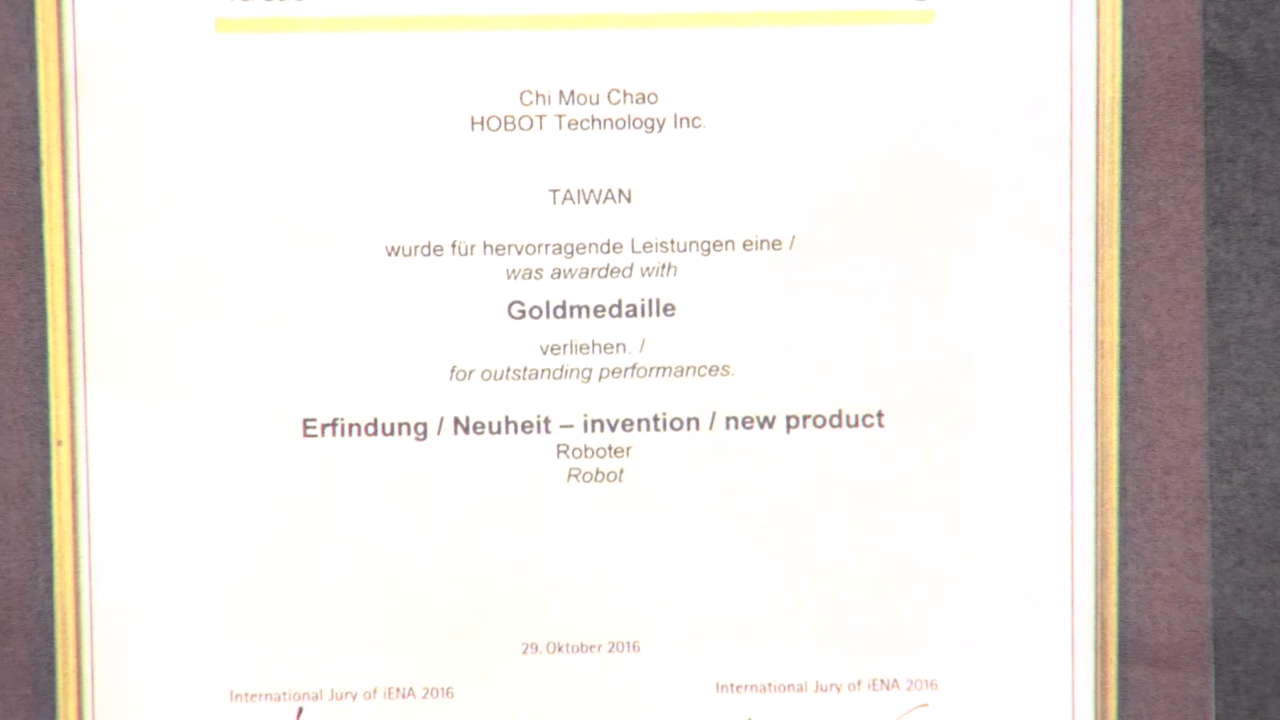 Chi Mou Chao
HOBOT Technology Inc.
TAIWAN
wurde für hervorragende Leistungen eine /
was awarded with
Goldmedaille
verliehen. /
for outstanding performances.
Erfindung / Neuheit – invention / new product
Roboter
Robot
29. Oktober 2016
International Jury of iENA 2016
International Jury of iENA 2016